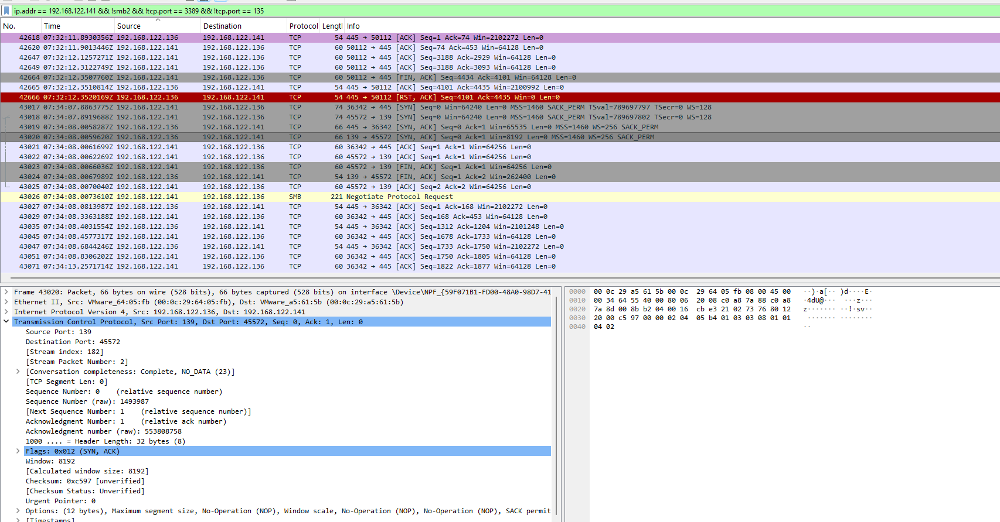 ip.addr == 192.168.122.141 && !smb2 && !tcp.port == 3389 && !tcp.port == 135
No. Time Source Destination Protocol Lengtl Info
42618 07:32:11.8930356Z 192.168.122.136 192.168.122.141 TCP 54 445 → 50112 [ACK] Seq=1 Ack=74 Win=2102272 Len=0
42620 07:32:11.9013446Z 192.168.122.141 192.168.122.136 TCP 60 50112 → 445 [ACK] Seq=74 Ack=453 Win=64128 Len=0
42647 07:32:12.1257271Z 192.168.122.141 192.168.122.136 TCP 60 50112 → 445 [ACK] Seq=3188 Ack=2929 Win=64128 Len=0
42649 07:32:12.3122749Z 192.168.122.141 192.168.122.136 TCP 60 50112 → 445 [ACK] Seq=3188 Ack=3093 Win=64128 Len=0
42664 07:32:12.3507760Z 192.168.122.141 192.168.122.136 TCP 60 50112 → 445 [FIN, ACK] Seq=4434 Ack=4101 Win=64128 Len=0
42665 07:32:12.3510814Z 192.168.122.136 192.168.122.141 TCP 54 445 → 50112 [ACK] Seq=4101 Ack=4435 Win=2100992 Len=0
42666 07:32:12.3520169Z 192.168.122.136 192.168.122.141 TCP 54 445 → 50112 [RST, ACK] Seq=4101 Ack=4435 Win=0 Len=0
43017 07:34:07.8863775Z 192.168.122.141 192.168.122.136 TCP 74 36342 → 445 [SYN] Seq=0 Win=64240 Len=0 MSS=1460 SACK_PERM TSval=789697797 TSecr=0 WS=128
43018 07:34:07.8919688Z 192.168.122.141 192.168.122.136 TCP 74 45572 → 139 [SYN] Seq=0 Win=64240 Len=0 MSS=1460 SACK_PERM TSval=789697802 TSecr=0 WS=128
43019 07:34:08.0058287Z 192.168.122.136 192.168.122.141 TCP 66 445 → 36342 [SYN, ACK] Seq=0 Ack=1 Win=65535 Len=0 MSS=1460 WS=256 SACK_PERM
43020 07:34:08.0059620Z 192.168.122.136 192.168.122.141 TCP 66 139 → 45572 [SYN, ACK] Seq=0 Ack=1 Win=8192 Len=0 MSS=1460 WS=256 SACK_PERM
43021 07:34:08.0061699Z 192.168.122.141 192.168.122.136 TCP 60 36342 → 445 [ACK] Seq=1 Ack=1 Win=64256 Len=0
43022 07:34:08.0062269Z 192.168.122.141 192.168.122.136 TCP 60 45572 → 139 [ACK] Seq=1 Ack=1 Win=64256 Len=0
43023 07:34:08.0066036Z 192.168.122.141 192.168.122.136 TCP 60 45572 → 139 [FIN, ACK] Seq=1 Ack=1 Win=64256 Len=0
43024 07:34:08.0067989Z 192.168.122.136 192.168.122.141 TCP 54 139 → 45572 [FIN, ACK] Seq=1 Ack=2 Win=262400 Len=0
43025 07:34:08.0070040Z 192.168.122.141 192.168.122.136 TCP 60 45572 → 139 [ACK] Seq=2 Ack=2 Win=64256 Len=0
43026 07:34:08.0073610Z 192.168.122.141 192.168.122.136 SMB 221 Negotiate Protocol Request
43027 07:34:08.0813987Z 192.168.122.136 192.168.122.141 TCP 54 445 → 36342 [ACK] Seq=1 Ack=168 Win=2102272 Len=0
43029 07:34:08.3363188Z 192.168.122.141 192.168.122.136 TCP 60 36342 → 445 [ACK] Seq=168 Ack=453 Win=64128 Len=0
43035 07:34:08.4031554Z 192.168.122.136 192.168.122.141 TCP 54 445 → 36342 [ACK] Seq=1312 Ack=1204 Win=2101248 Len=0
43045 07:34:08.4577317Z 192.168.122.141 192.168.122.136 TCP 60 36342 → 445 [ACK] Seq=1678 Ack=1733 Win=64128 Len=0
43047 07:34:08.6844246Z 192.168.122.136 192.168.122.141 TCP 54 445 → 36342 [ACK] Seq=1733 Ack=1750 Win=2102272 Len=0
43051 07:34:08.8306202Z 192.168.122.141 192.168.122.136 TCP 60 36342 → 445 [ACK] Seq=1750 Ack=1805 Win=64128 Len=0
43071 07:34:13.2571714Z 192.168.122.141 192.168.122.136 TCP 60 36342 → 445 [ACK] Seq=1822 Ack=1877 Win=64128 Len=0
Frame 43020: Packet, 66 bytes on wire (528 bits), 66 bytes captured (528 bits) on interface \Device\NPF_{59F071B1-FD00-48A0-98D7-41
Ethernet II, Src: VMware_64:05:fb (00:0c:29:64:05:fb), Dst: VMware_a5:61:5b (00:0c:29:a5:61:5b)
Internet Protocol Version 4, Src: 192.168.122.136, Dst: 192.168.122.141
Transmission Control Protocol, Src Port: 139, Dst Port: 45572, Seq: 0, Ack: 1, Len: 0
Source Port: 139
Destination Port: 45572
[Stream index: 182]
[Stream Packet Number: 2]
[Conversation completeness: Complete, NO_DATA (23)]
[TCP Segment Len: 0]
Sequence Number: 0 (relative sequence number)
Sequence Number (raw): 1493987
[Next Sequence Number: 1 (relative sequence number)]
Acknowledgment Number: 1 (relative ack number)
Acknowledgment number (raw): 553808758
1000 .... = Header Length: 32 bytes (8)
Flags: 0x012 (SYN, ACK)
Window: 8192
[Calculated window size: 8192]
Checksum: 0xc597 [unverified]
[Checksum Status: Unverified]
Urgent Pointer: 0
Options: (12 bytes), Maximum segment size, No-Operation (NOP), Window scale, No-Operation (NOP), No-Operation (NOP), SACK permit
[Timestamps]
0000 00 0c 29 a5 61 5b 00 0c 29 64 05 fb 08 00 45 00 ··)·a[·· )d····E·
0010 00 34 64 55 40 00 80 06 20 08 c0 a8 7a 88 c0 a8 ·4dU@··· ···z···
0020 7a 8d 00 8b b2 04 00 16 cb e3 21 02 73 76 80 12 z······· ··!·sv··
0030 20 00 c5 97 00 00 02 04 05 b4 01 03 03 08 01 01 ······· ········
0040 04 02 ··